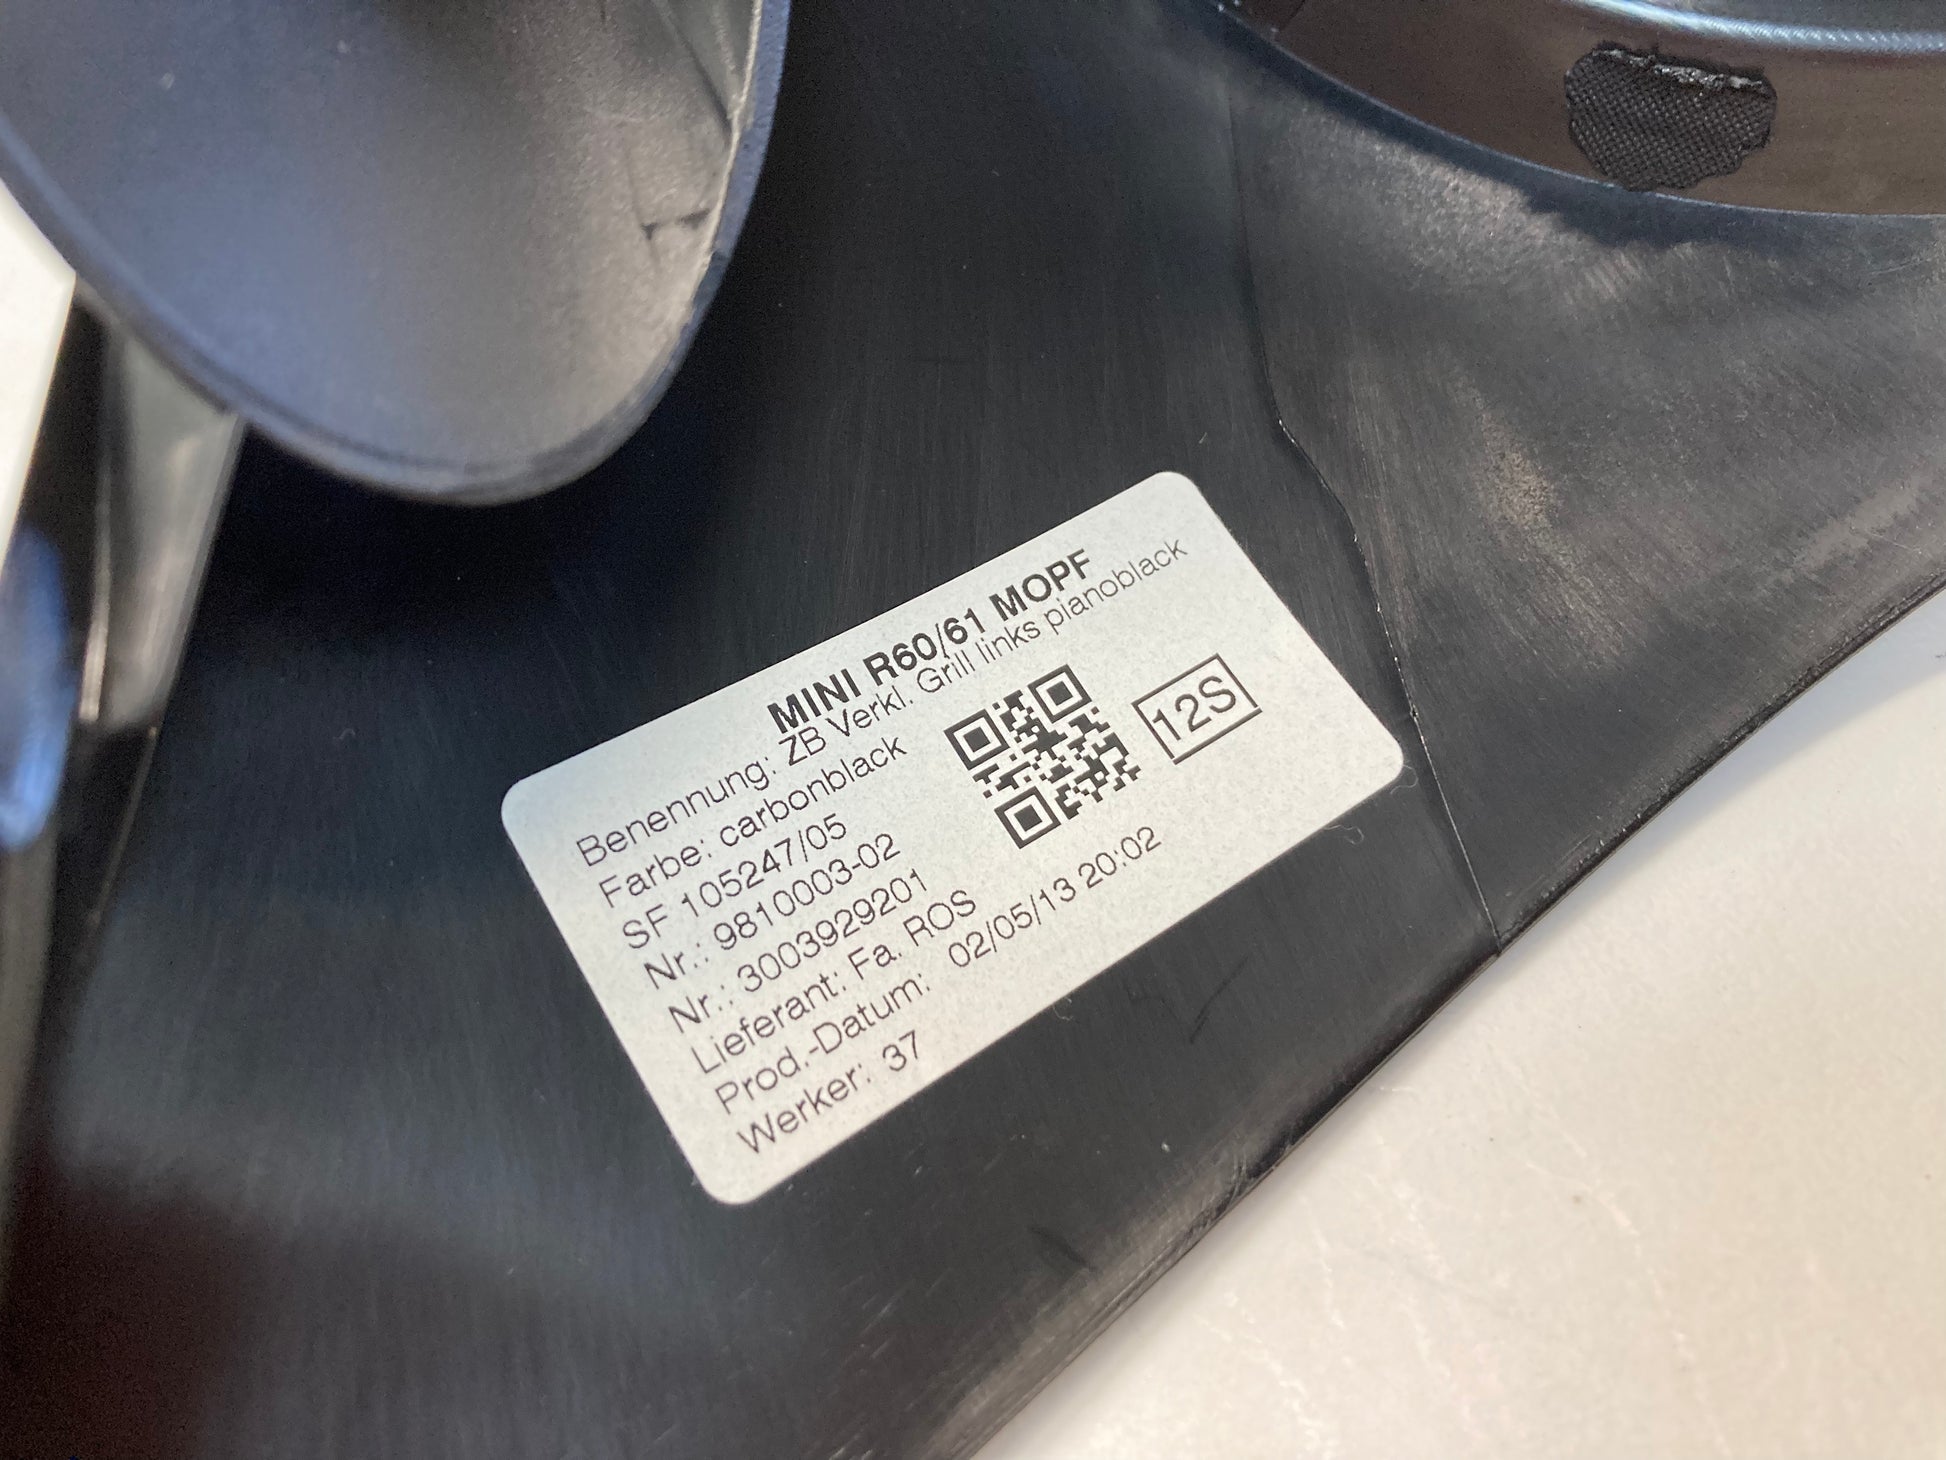 MINI R60/61 MOPF
Benennung: ZB Verkl. Grill links pianoblack
Farbe: carbonblack
SF 105247/05
Nr.: 9810003-02
Nr.: 3003929201
Lieferant: Fa. ROS
Prod.-Datum: 02/05/13 20:02
Werker: 37
12S